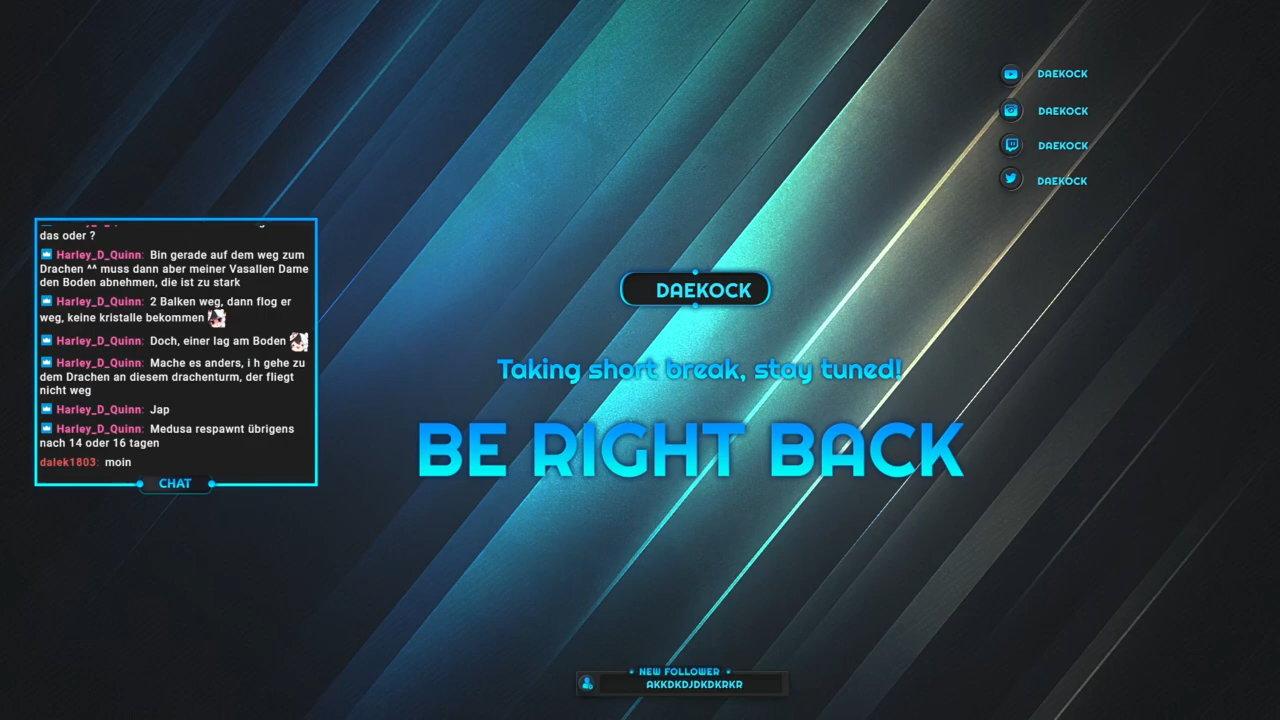 DAEKOCK
DAEKOCK
DAEKOCK
DAEKOCK
das oder ?
Harley_D_Quinn: Bin gerade auf dem weg zum
Drachen ^^ muss dann aber meiner Vasallen Dame
den Boden abnehmen, die ist zu stark
Harley_D_Quinn: 2 Balken weg, dann flog er
weg, keine kristalle bekommen
Harley_D_Quinn: Doch, einer lag am Boden
Harley_D_Quinn: Mache es anders, i h gehe zu
dem Drachen an diesem drachenturm, der fliegt
nicht weg
Harley_D_Quinn: Jap
Harley_D_Quinn: Medusa respawnt übrigens
nach 14 oder 16 tagen
dalek1803: moin
CHAT
DAEKOCK
Taking short break, stay tuned!
BE RIGHT BACK
NEW FOLLOWER
AKKDKDJDKDKRKR